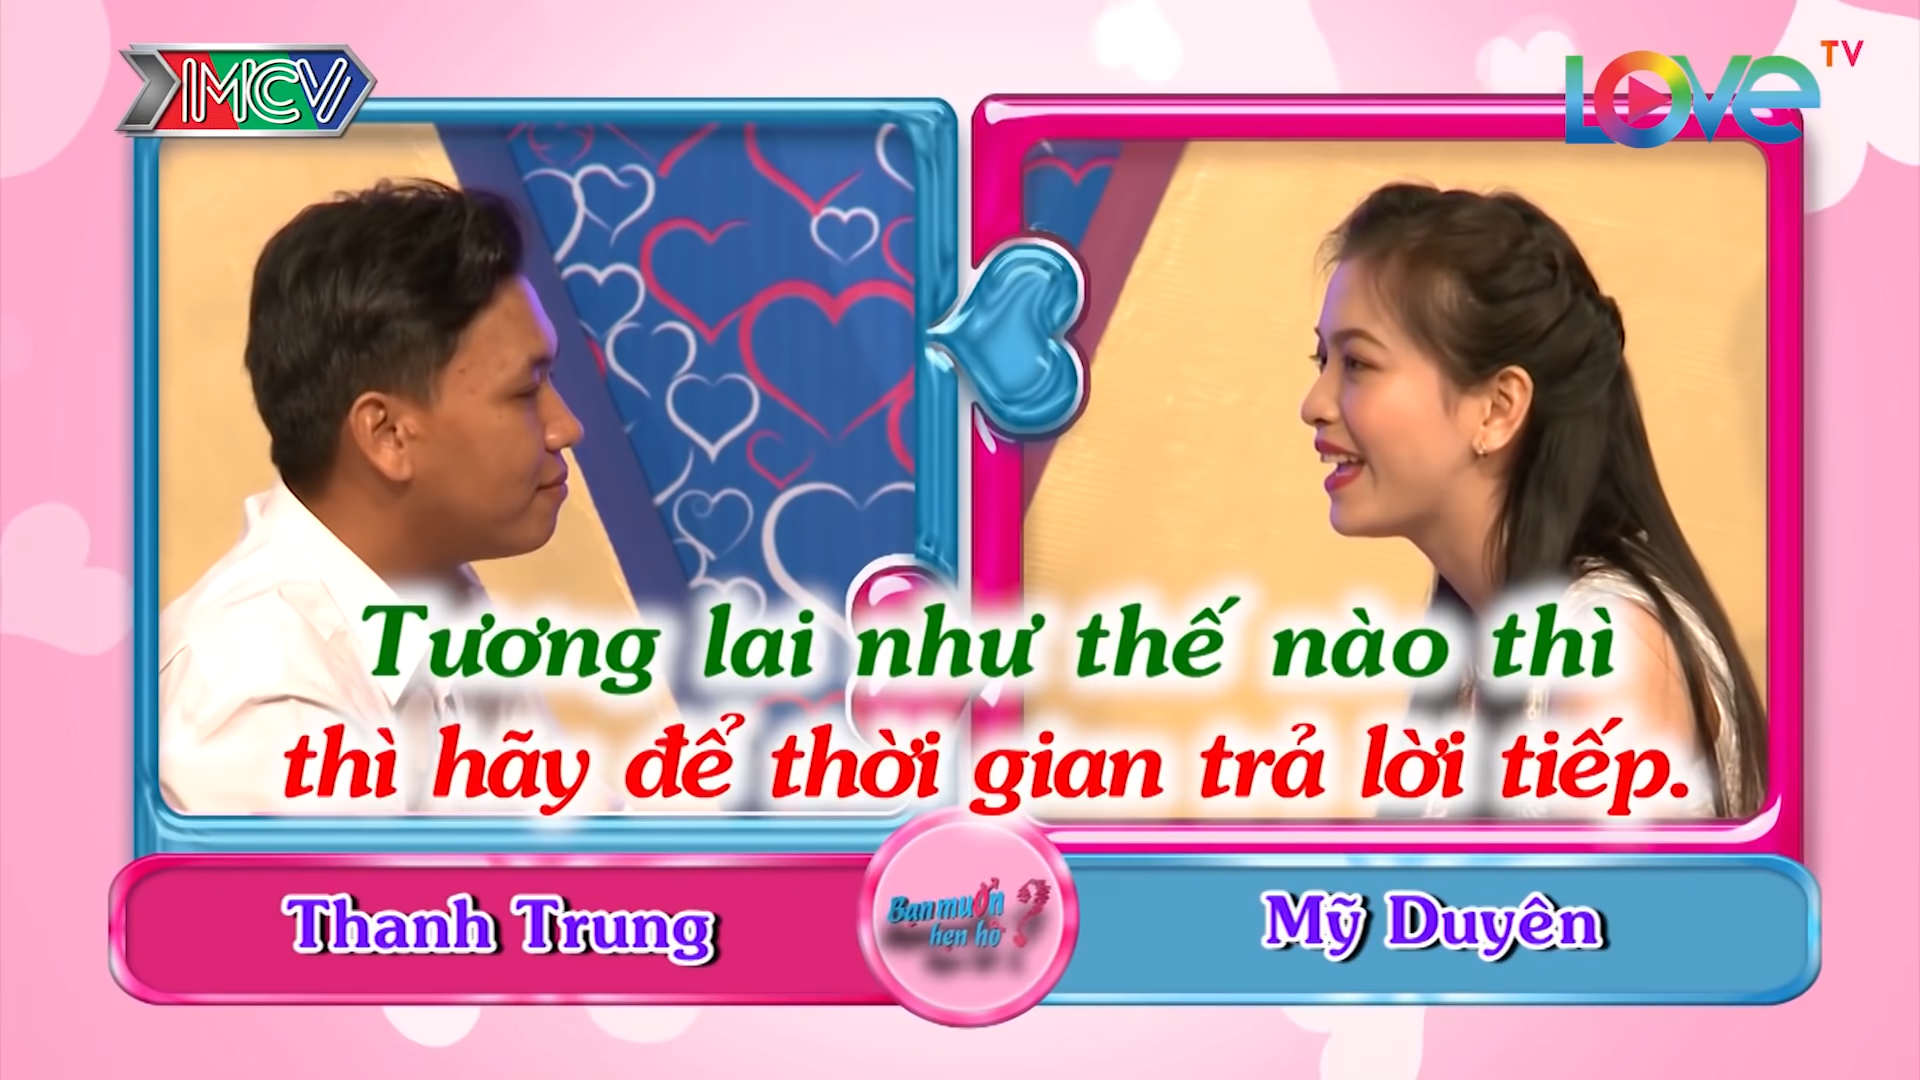 MCV
LOVE TV
Tương lai như thế nào thì
thì hãy để thời gian trả lời tiếp.
Thanh Trung
Bạn muốn
hẹn hò
?
Mỹ Duyên